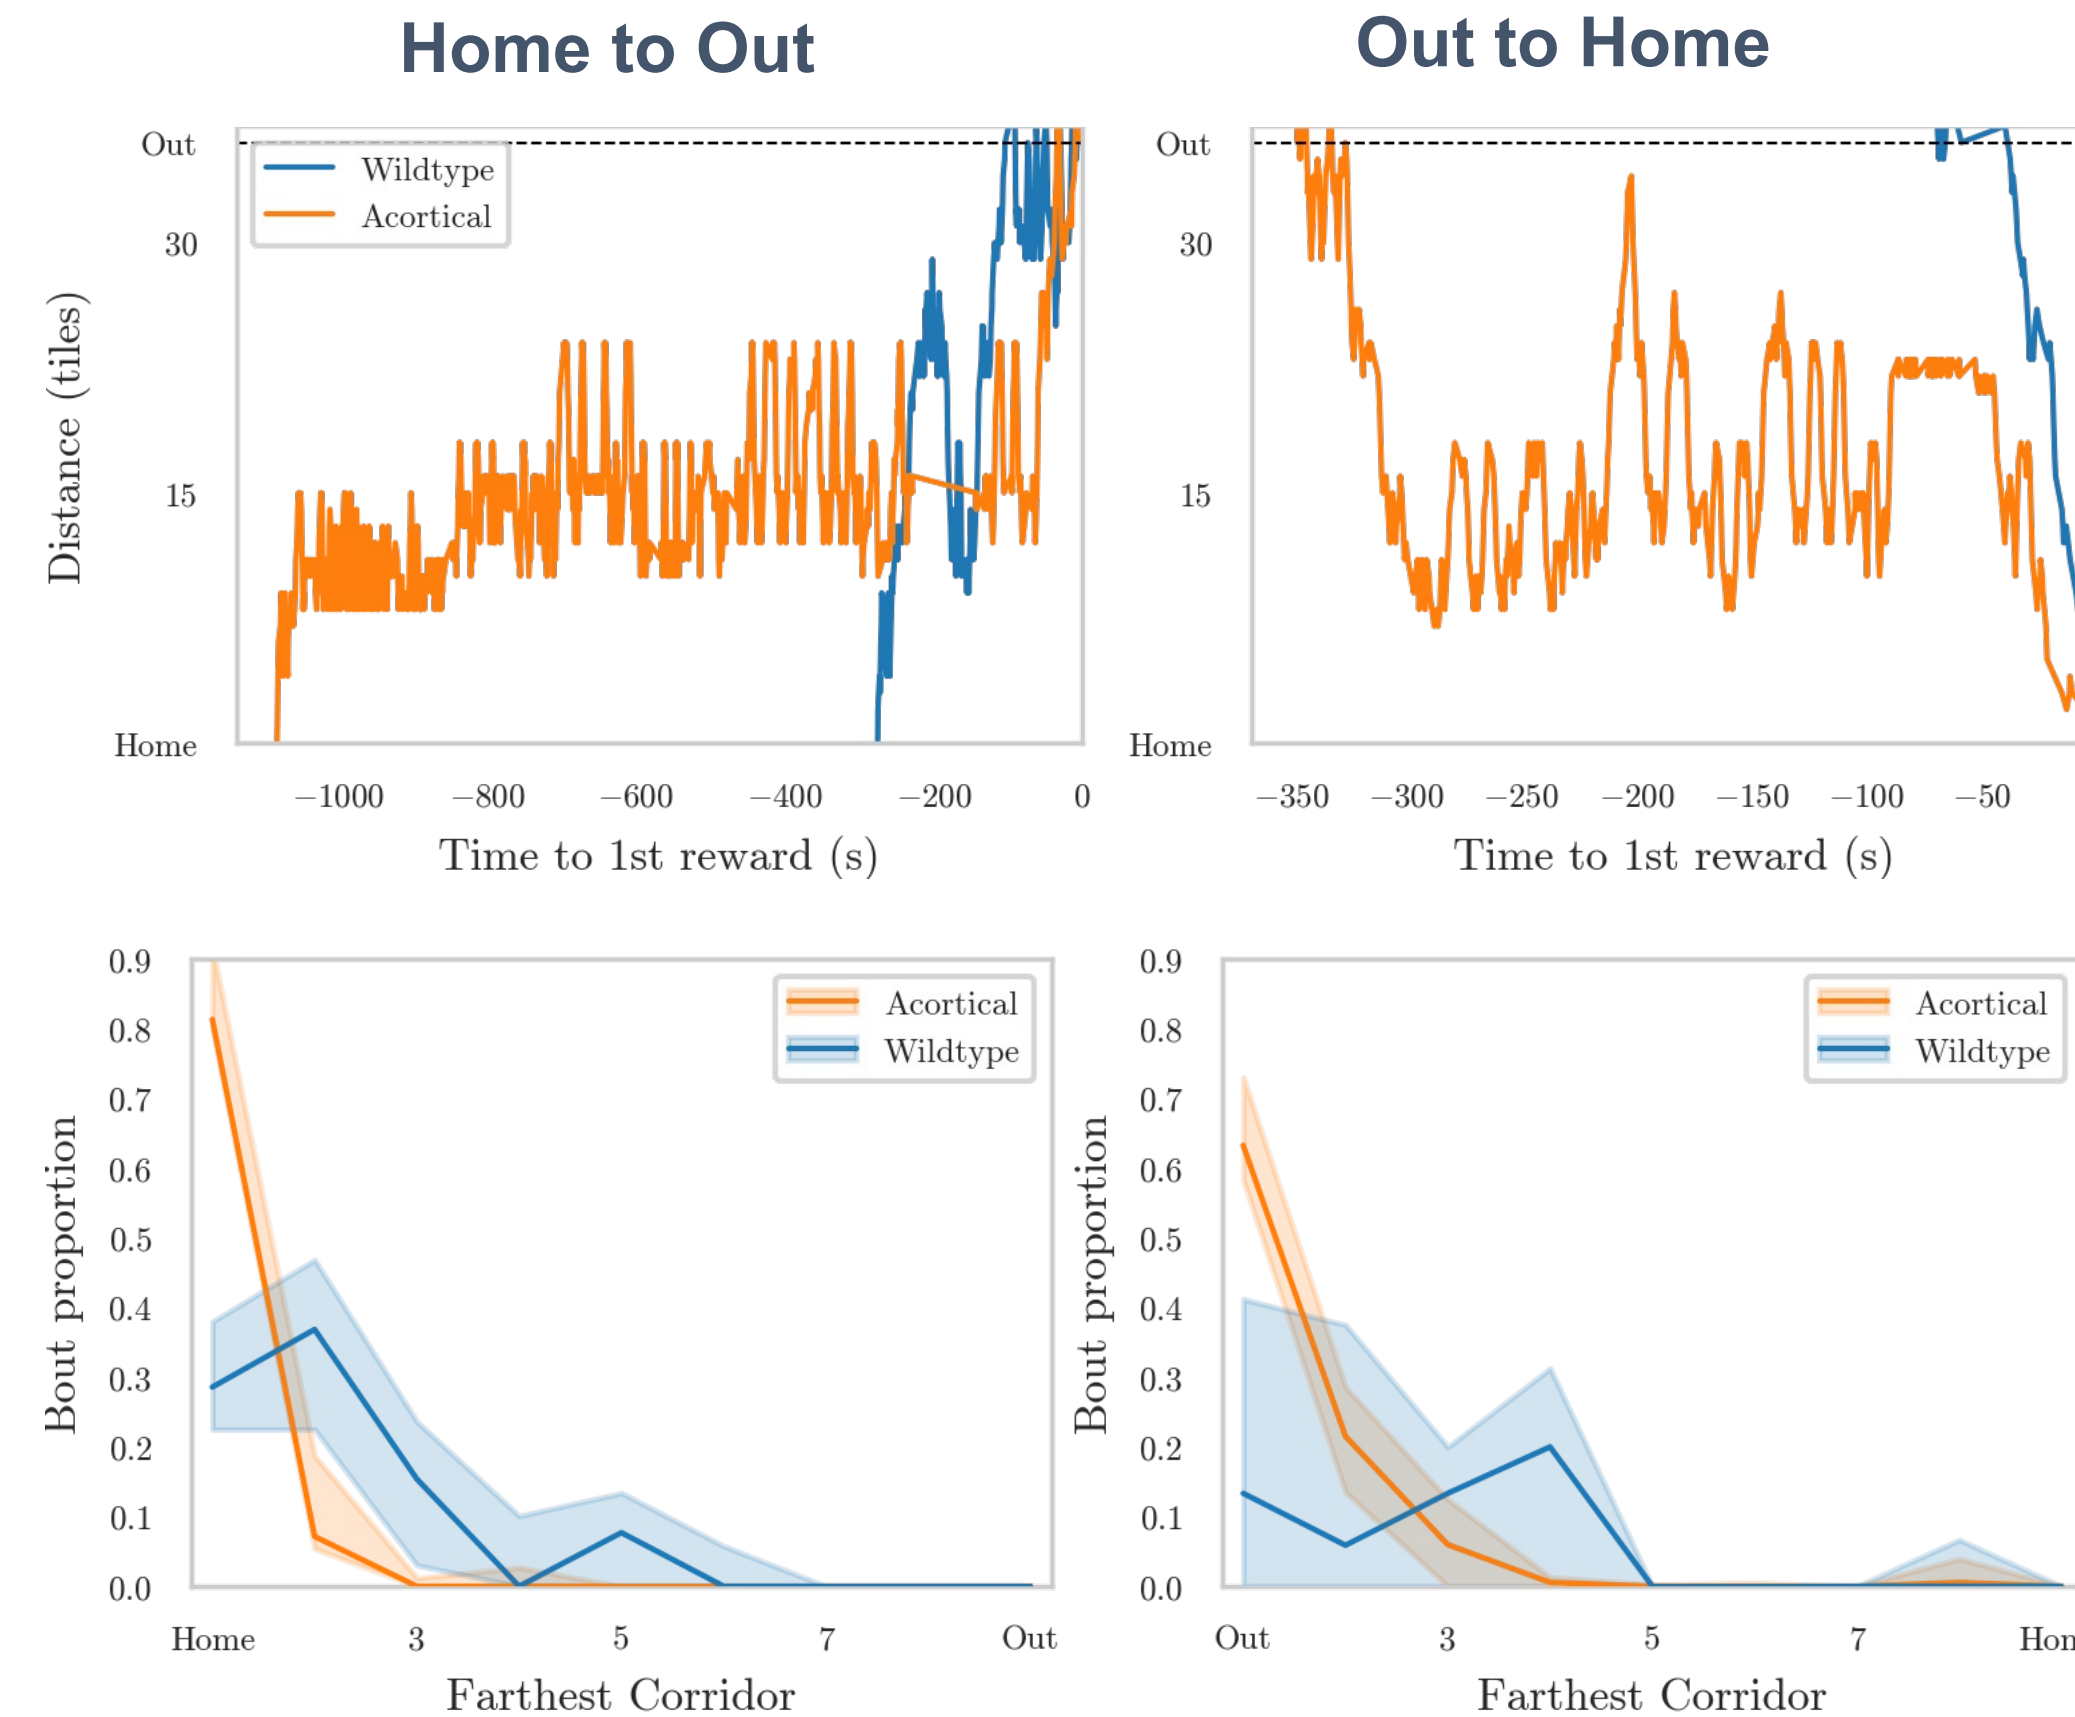 Home to Out
Out to Home
Out
30
15
Home
Distance (tiles)
Wildtype
Acortical
−1000 −800 −600 −400 −200 0
Time to 1st reward (s)
Out
30
15
Home
−350 −300 −250 −200 −150 −100 −50
Time to 1st reward (s)
0.9
0.8
0.7
0.6
0.5
0.4
0.3
0.2
0.1
0.0
Bout proportion
Acortical
Wildtype
Home 3 5 7 Out
Farthest Corridor
0.9
0.8
0.7
0.6
0.5
0.4
0.3
0.2
0.1
0.0
Bout proportion
Acortical
Wildtype
Out 3 5 7
Farthest Corridor